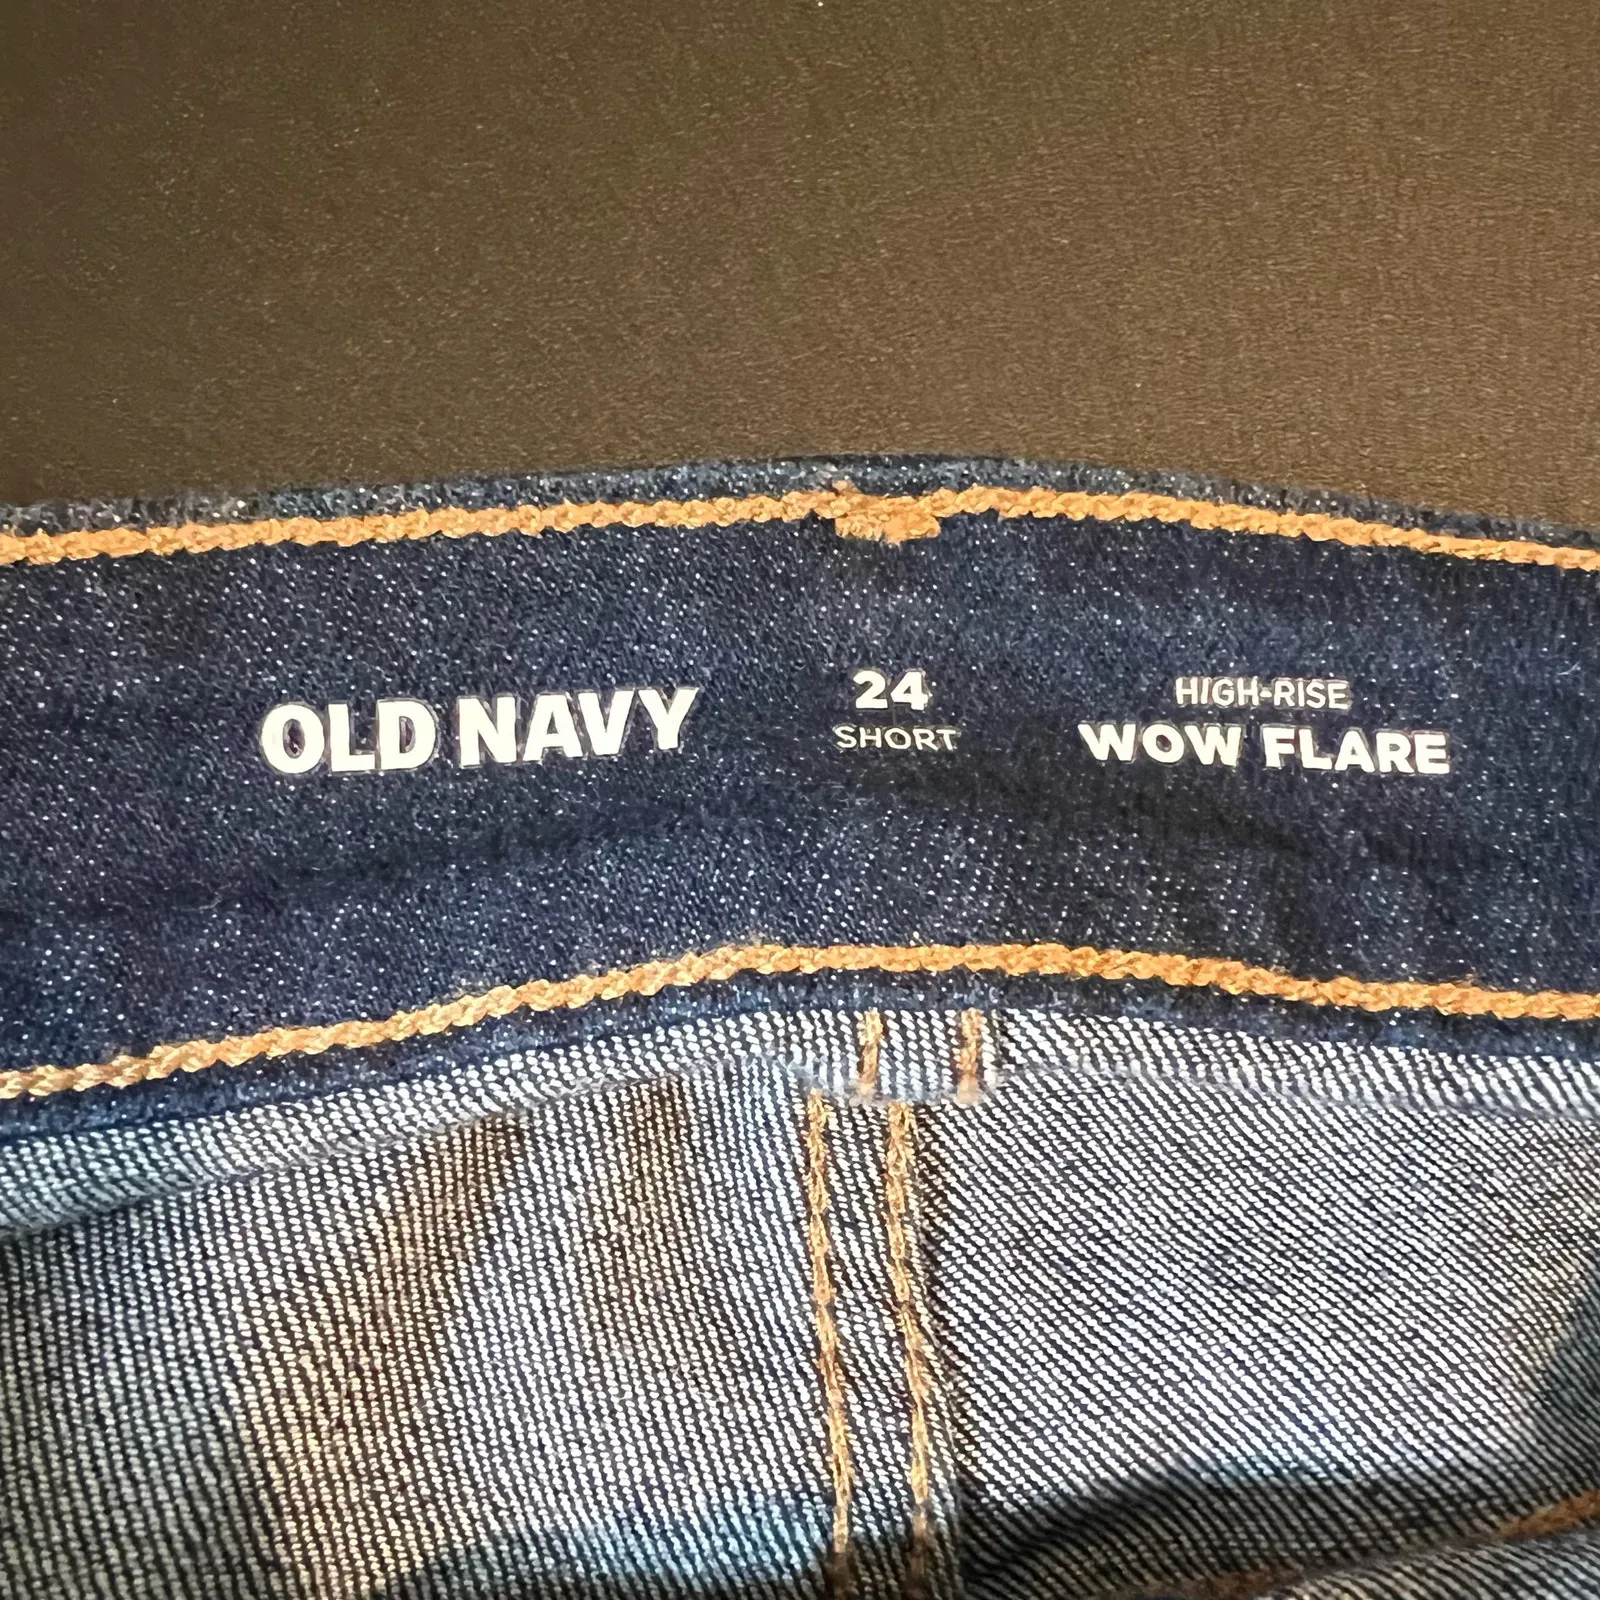 OLD NAVY
24
SHORT
HIGH-RISE
WOW FLARE